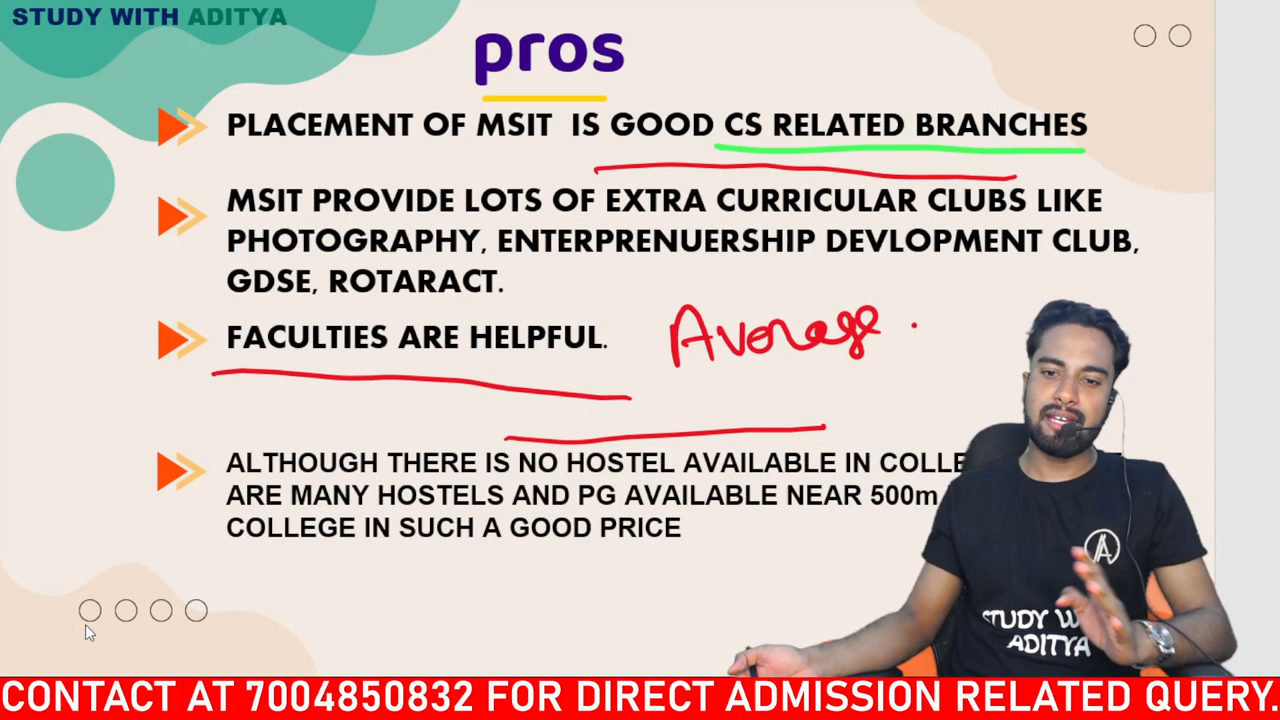 STUDY WITH ADITYA
pros
PLACEMENT OF MSIT IS GOOD CS RELATED BRANCHES
MSIT PROVIDE LOTS OF EXTRA CURRICULAR CLUBS LIKE
PHOTOGRAPHY, ENTERPRENUERSHIP DEVLOPMENT CLUB,
GDSE, ROTARACT.
FACULTIES ARE HELPFUL.
Average.
ALTHOUGH THERE IS NO HOSTEL AVAILABLE IN
ARE MANY HOSTELS AND PG AVAILABLE NEAR 500m
COLLEGE IN SUCH A GOOD PRICE
STUDY
ADITYA
CONTACT AT 7004850832 FOR DIRECT ADMISSION RELATED QUERY.